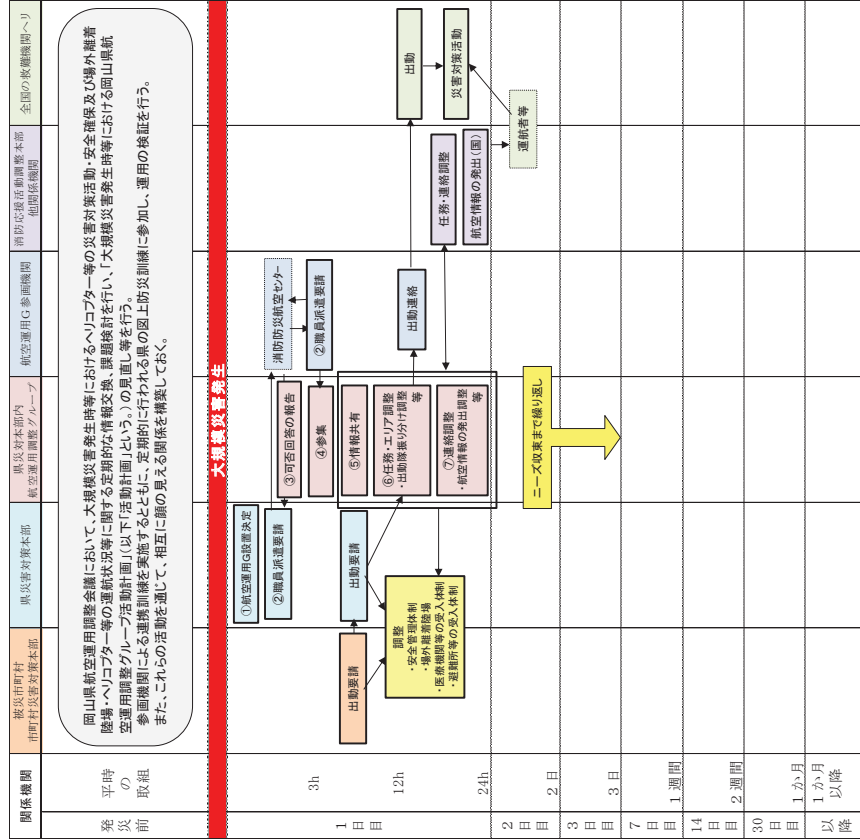 関係機関
被災市町村
市町村災害対策本部
県災害対策本部
県災対本部内
航空運用調整グループ
航空運用G 参画機関
消防応援活動調整本部
他関係機関
全国の救難機関ヘリ
発災前
平時の取組
岡山県航空運用調整会議において、大規模災害発生時等におけるヘリコプター等の災害対策活動・安全確保及び場外離着
陸場・ヘリコプター等の運航状況等に関する定期的な情報交換、課題検討を行い、「大規模災害発生時等における岡山県航
空運用調整グループ活動計画」(以下「活動計画」という。)の見直し等を行う。
参画機関による連携訓練を実施するとともに、定期的に行われる県の図上防災訓練に参加し、運用の検証を行う。
また、これらの活動を通じて、相互に顔の見える関係を構築しておく。
大規模災害発生
1日目
3h
12h
24h
①航空運用G設置決定
②職員派遣要請
消防防災航空センター
③可否回答の報告
②職員派遣要請
④参集
出動要請
出動要請
調整
・安全管理体制
・場外離着陸場
・医療機関等の受入体制
・避難所等の受入体制
⑤情報共有
⑥任務・エリア調整
・出動隊振り分け調整
等
⑦連絡調整
・航空情報の発出調整
等
出動連絡
任務・連絡調整
航空情報の発出(国)
出動
災害対策活動
運航者等
2日目
2日
ニーズ収束まで繰り返し
3日目
3日
7日目
1週間
14日目
2週間
30日目
1か月
以降
1か月以降